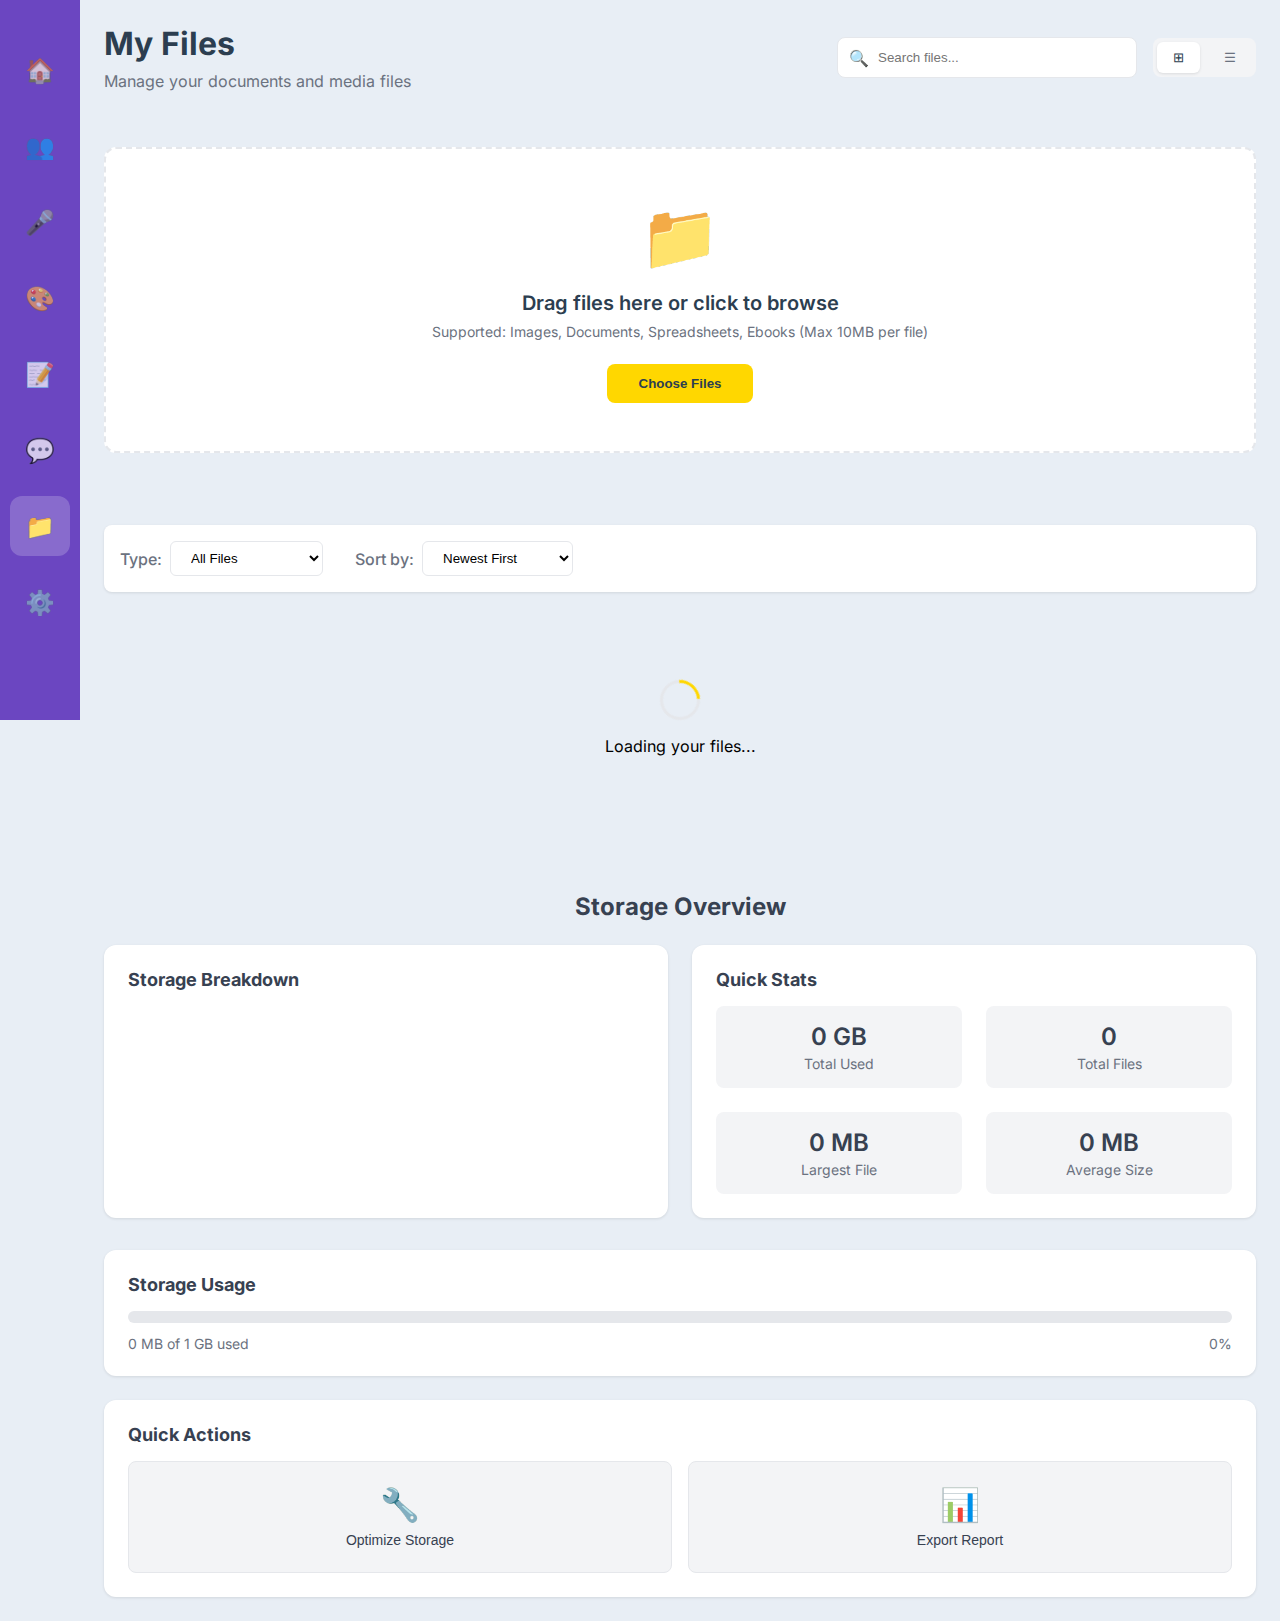 My Files
Manage your documents and media files
Search files...
Drag files here or click to browse
Supported: Images, Documents, Spreadsheets, Ebooks (Max 10MB per file)
Choose Files
Type: All Files Sort by: Newest First
Loading your files...
Storage Overview
Storage Breakdown
Quick Stats
0 GB
Total Used
0
Total Files
0 MB
Largest File
0 MB
Average Size
Storage Usage
0 MB of 1 GB used 0%
Quick Actions
Optimize Storage
Export Report